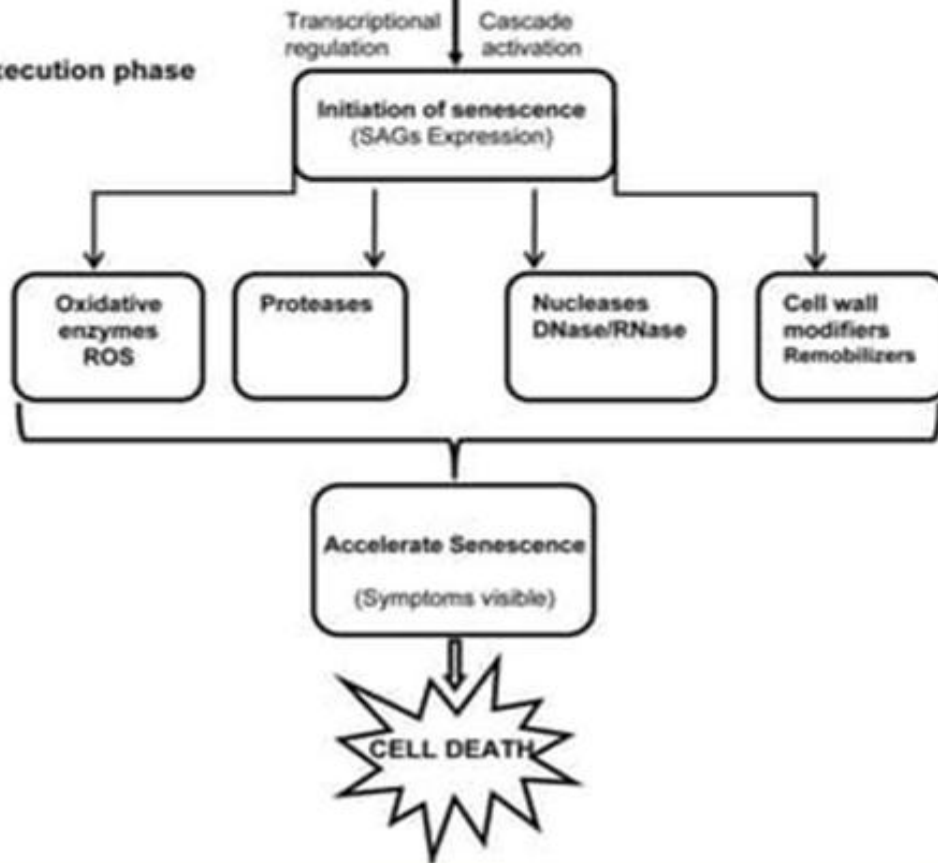 Transcriptional
regulation
Cascade
activation
xecution phase
Initiation of senescence
(SAGs Expression)
Oxidative
enzymes
ROS
Proteases
Nucleases
DNase/RNase
Cell wall
modifiers
Remobilizers
Accelerate Senescence
(Symptoms visible)
CELL DEATH